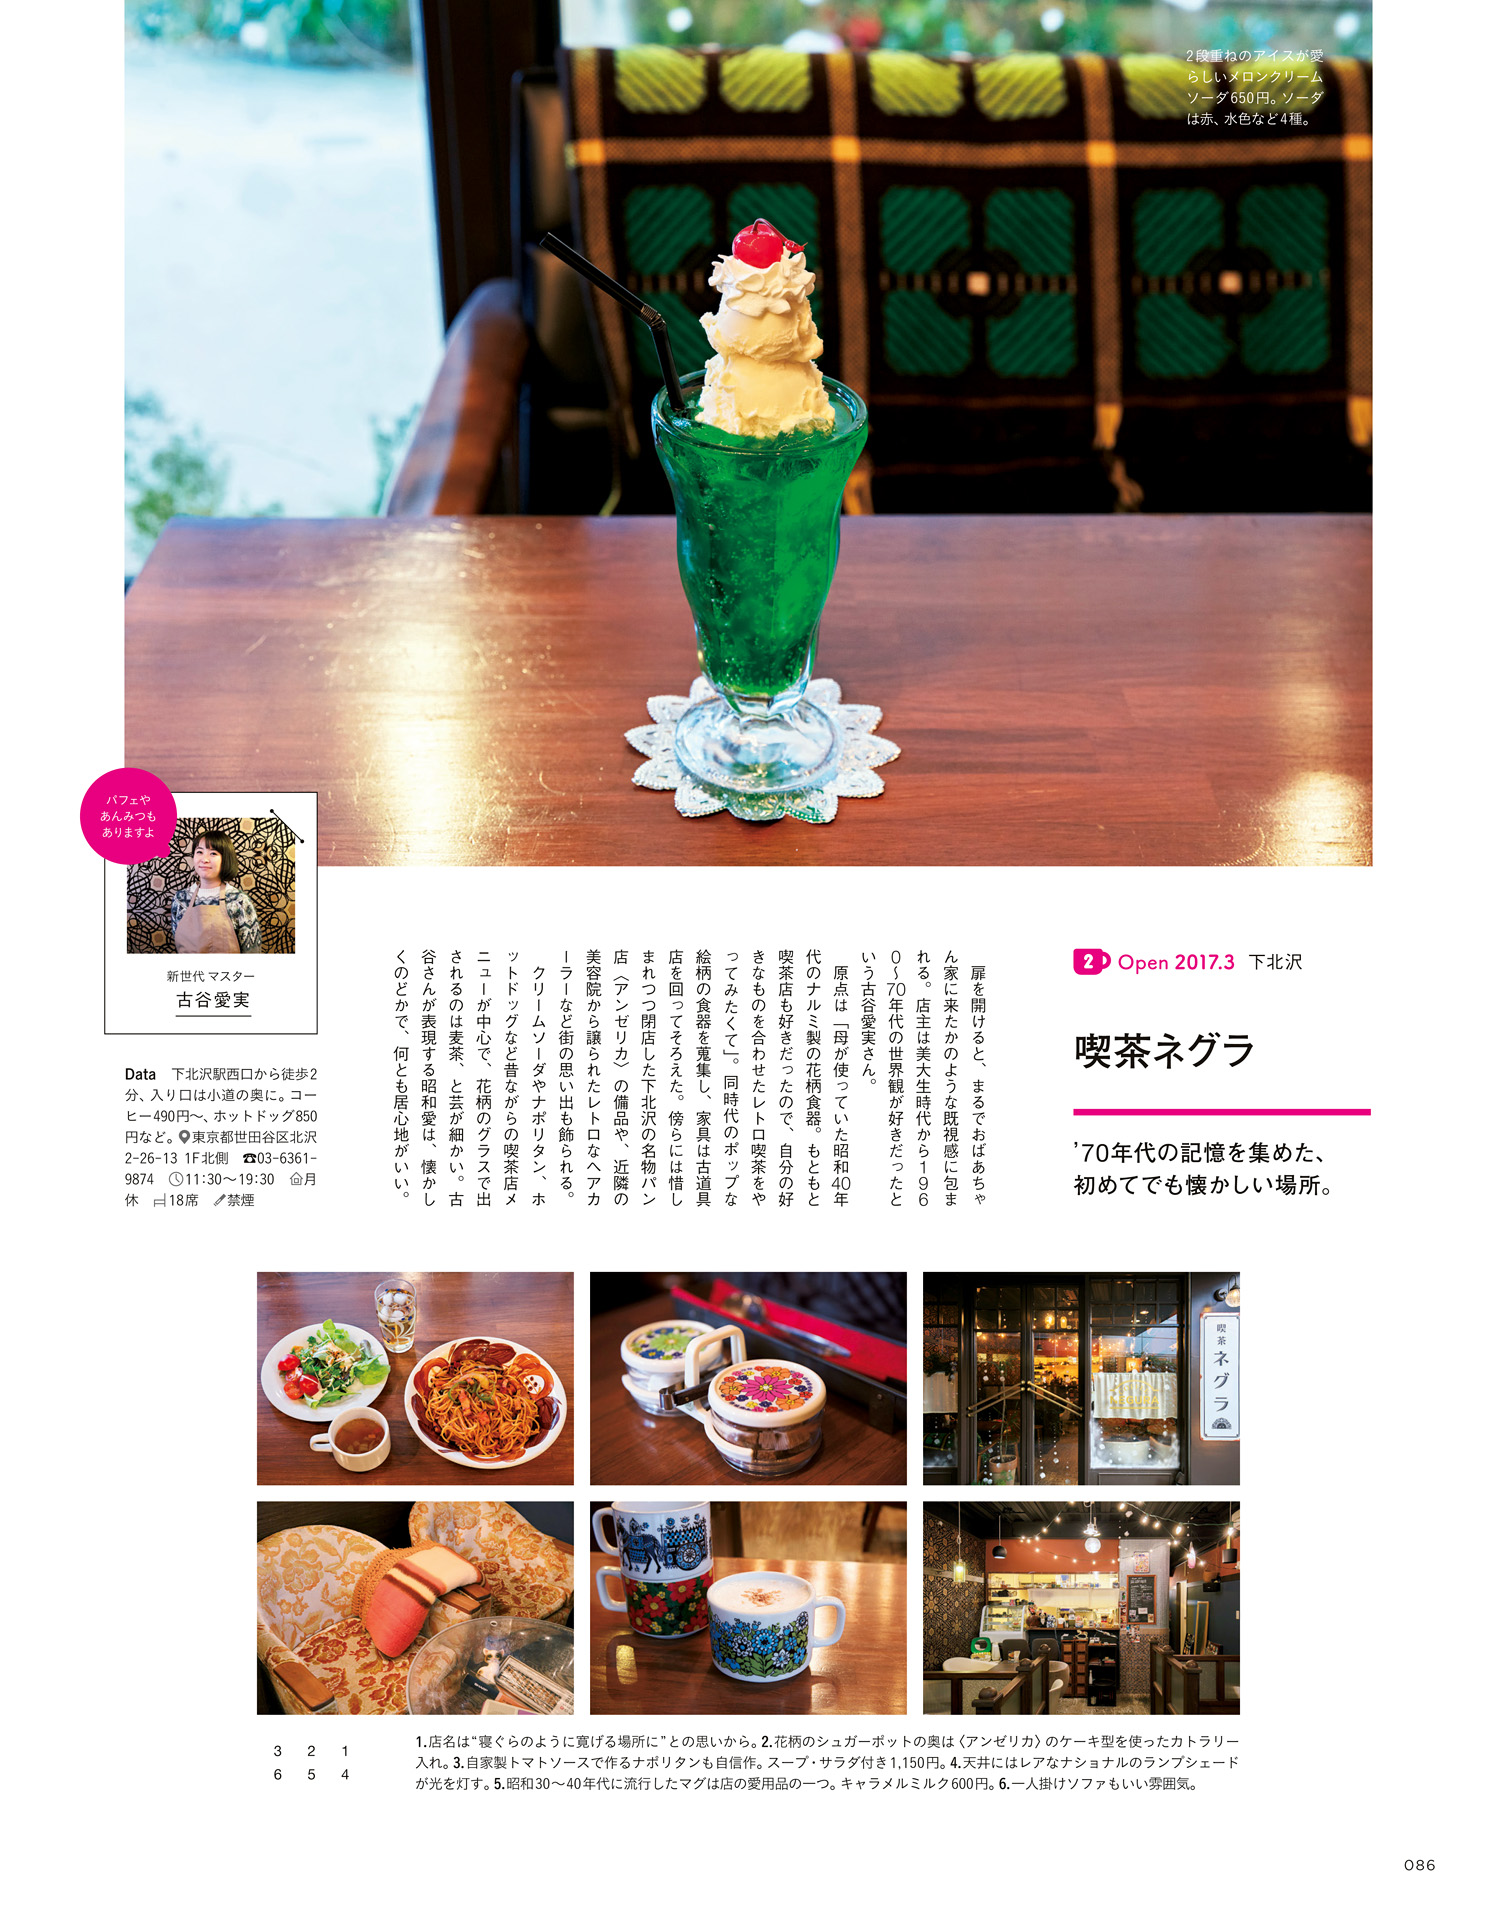 2段重ねのアイスが愛
らしいメロンクリーム
ソーダ650円。ソーダ
は赤、水色など4種。
2 Open 2017.3 下北沢
喫茶ネグラ
’70年代の記憶を集めた、
初めてでも懐かしい場所。
扉を開けると、まるでおばあちゃ
ん家に来たかのような既視感に包ま
れる。店主は美大生時代から196
0〜70年代の世界観が好きだったと
いう古谷愛実さん。
原点は「母が使っていた昭和40年
代のナルミ製の花柄食器。もともと
喫茶店も好きだったので、自分の好
きなものを合わせたレトロ喫茶をや
ってみたくて」。同時代のポップな
絵柄の食器を蒐集し、家具は古道具
店を回ってそろえた。傍らには惜し
まれつつ閉店した下北沢の名物パン
店〈アンゼリカ〉の備品や、近隣の
美容院から譲られたレトロなヘアカ
ーラーなど街の思い出も飾られる。
クリームソーダやナポリタン、ホ
ットドッグなど昔ながらの喫茶店メ
ニューが中心で、花柄のグラスで出
されるのは麦茶、と芸が細かい。古
谷さんが表現する昭和愛は、懐かし
くのどかで、何とも居心地がいい。
パフェや
あんみつも
ありますよ
新世代 マスター
古谷愛実
Data 下北沢駅西口から徒歩2
分、入り口は小道の奥に。コー
ヒー490円〜、ホットドッグ850
円など。東京都世田谷区北沢
2-26-13 1F北側 ☎03-6361-
9874 11:30〜19:30 月
休 18席 禁煙
喫茶
ネグラ
3 2 1
6 5 4
1.店名は“寝ぐらのように寛げる場所に”との思いから。2.花柄のシュガーポットの奥は〈アンゼリカ〉のケーキ型を使ったカトラリー
入れ。3.自家製トマトソースで作るナポリタンも自信作。スープ・サラダ付き1,150円。4.天井にはレアなナショナルのランプシェード
が光を灯す。5.昭和30〜40年代に流行したマグは店の愛用品の一つ。キャラメルミルク600円。6.一人掛けソファもいい雰囲気。
086